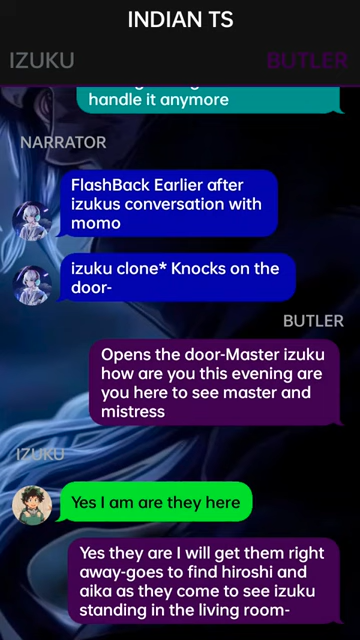 INDIAN TS
IZUKU
BUTLER
handle it anymore
NARRATOR
FlashBack Earlier after
izukus conversation with
momo
izuku clone* Knocks on the
door-
BUTLER
Opens the door-Master izuku
how are you this evening are
you here to see master and
mistress
IZUKU
Yes I am are they here
Yes they are I will get them right
away-goes to find hiroshi and
aika as they come to see izuku
standing in the living room-